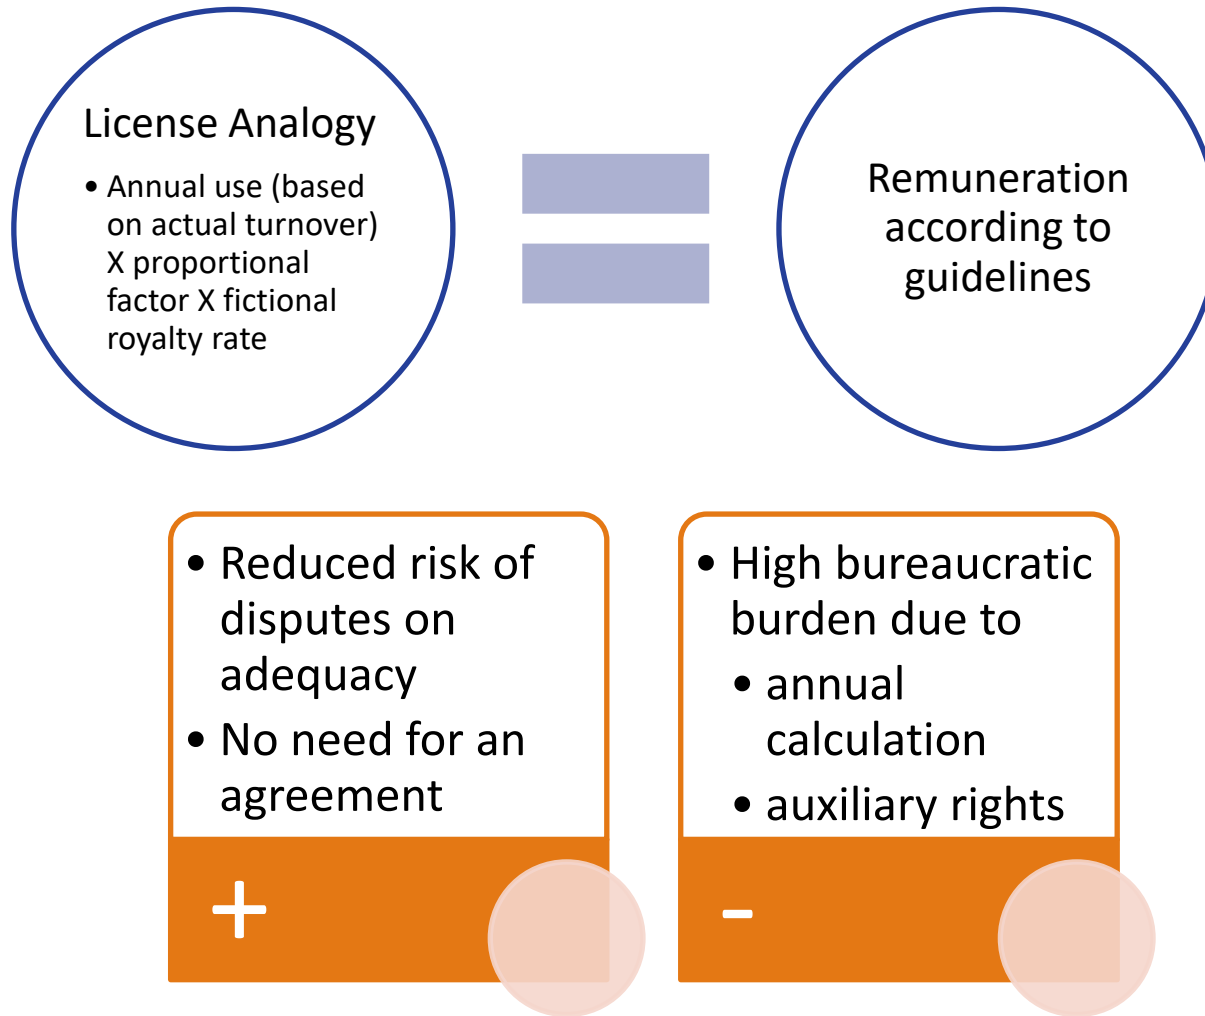 License Analogy
• Annual use (based
on actual turnover)
X proportional
factor X fictional
royalty rate
Remuneration
according to
guidelines
• Reduced risk of
disputes on
adequacy
• No need for an
agreement
+
• High bureaucratic
burden due to
• annual
calculation
• auxiliary rights
-